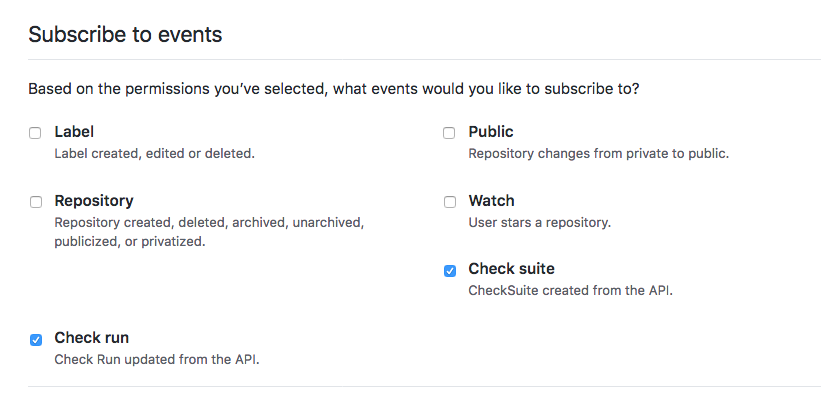 Subscribe to events
Based on the permissions you’ve selected, what events would you like to subscribe to?
Label
Label created, edited or deleted.
Public
Repository changes from private to public.
Repository
Repository created, deleted, archived, unarchived,
publicized, or privatized.
Watch
User stars a repository.
Check suite
CheckSuite created from the API.
Check run
Check Run updated from the API.